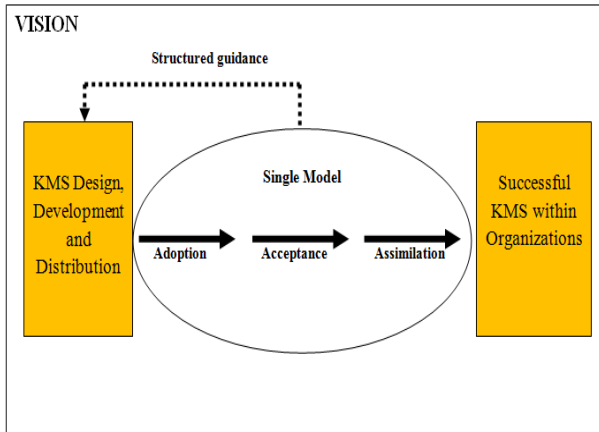 VISION
Structured guidance
KMS Design,
Development
and
Distribution
Single Model
Adoption
Acceptance
Assimilation
Successful
KMS within
Organizations